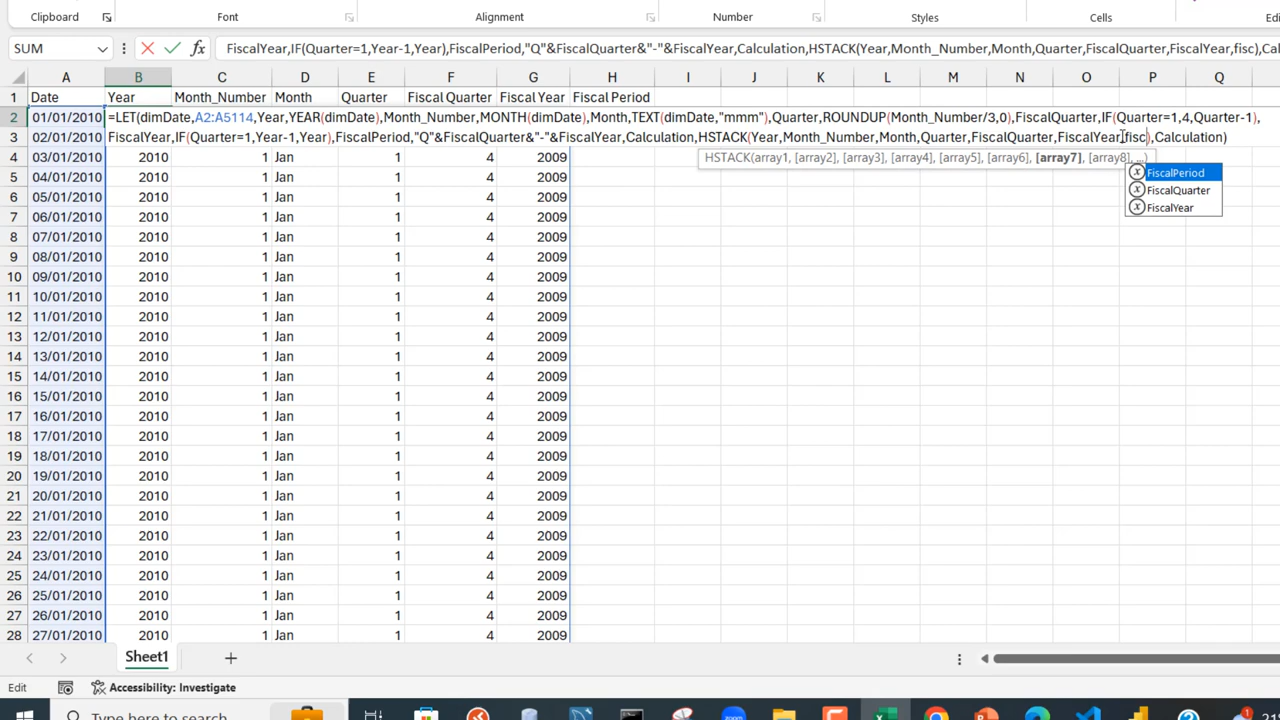 Clipboard Font Alignment Number Styles Cells Edi
SUM fx FiscalYear,IF(Quarter=1,Year-1,Year),FiscalPeriod,"Q"&FiscalQuarter&"-"&FiscalYear,Calculation,HSTACK(Year,Month_Number,Month,Quarter,FiscalQuarter,FiscalYear,fisc),Cal
A B C D E F G H I J K L M N O P Q
1 Date Year Month_Number Month Quarter Fiscal Quarter Fiscal Year Fiscal Period
2 01/01/2010 =LET(dimDate,A2:A5114,Year,YEAR(dimDate),Month_Number,MONTH(dimDate),Month,TEXT(dimDate,"mmm"),Quarter,ROUNDUP(Month_Number/3,0),FiscalQuarter,IF(Quarter=1,4,Quarter-1),
3 02/01/2010 FiscalYear,IF(Quarter=1,Year-1,Year),FiscalPeriod,"Q"&FiscalQuarter&"-"&FiscalYear,Calculation,HSTACK(Year,Month_Number,Month,Quarter,FiscalQuarter,FiscalYear,fisc),Calculation)
4 03/01/2010 2010 1 Jan 1 4 2009 HSTACK(array1, [array2], [array3], [array4], [array5], [array6], [array7], [array8], ...)
5 04/01/2010 2010 1 Jan 1 4 2009 FiscalPeriod
6 05/01/2010 2010 1 Jan 1 4 2009 FiscalQuarter
7 06/01/2010 2010 1 Jan 1 4 2009 FiscalYear
8 07/01/2010 2010 1 Jan 1 4 2009
9 08/01/2010 2010 1 Jan 1 4 2009
10 09/01/2010 2010 1 Jan 1 4 2009
11 10/01/2010 2010 1 Jan 1 4 2009
12 11/01/2010 2010 1 Jan 1 4 2009
13 12/01/2010 2010 1 Jan 1 4 2009
14 13/01/2010 2010 1 Jan 1 4 2009
15 14/01/2010 2010 1 Jan 1 4 2009
16 15/01/2010 2010 1 Jan 1 4 2009
17 16/01/2010 2010 1 Jan 1 4 2009
18 17/01/2010 2010 1 Jan 1 4 2009
19 18/01/2010 2010 1 Jan 1 4 2009
20 19/01/2010 2010 1 Jan 1 4 2009
21 20/01/2010 2010 1 Jan 1 4 2009
22 21/01/2010 2010 1 Jan 1 4 2009
23 22/01/2010 2010 1 Jan 1 4 2009
24 23/01/2010 2010 1 Jan 1 4 2009
25 24/01/2010 2010 1 Jan 1 4 2009
26 25/01/2010 2010 1 Jan 1 4 2009
27 26/01/2010 2010 1 Jan 1 4 2009
28 27/01/2010 2010 1 Jan 1 4 2009
Sheet1
Edit Accessibility: Investigate
Type here to search